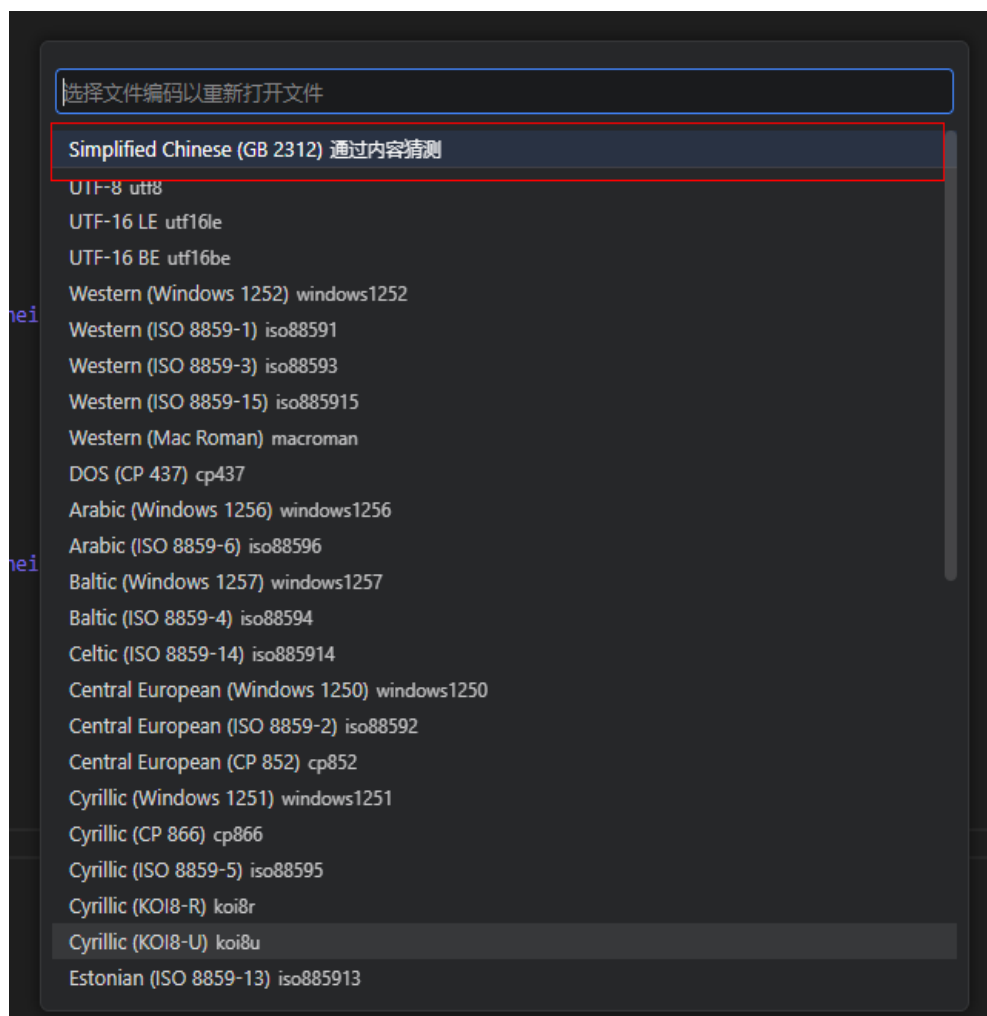 选择文件编码以重新打开文件
Simplified Chinese (GB 2312) 通过内容猜测
UTF-8 utf8
UTF-16 LE utf16le
UTF-16 BE utf16be
Western (Windows 1252) windows1252
Western (ISO 8859-1) iso88591
Western (ISO 8859-3) iso88593
Western (ISO 8859-15) iso885915
Western (Mac Roman) macroman
DOS (CP 437) cp437
Arabic (Windows 1256) windows1256
Arabic (ISO 8859-6) iso88596
Baltic (Windows 1257) windows1257
Baltic (ISO 8859-4) iso88594
Celtic (ISO 8859-14) iso885914
Central European (Windows 1250) windows1250
Central European (ISO 8859-2) iso88592
Central European (CP 852) cp852
Cyrillic (Windows 1251) windows1251
Cyrillic (CP 866) cp866
Cyrillic (ISO 8859-5) iso88595
Cyrillic (KOI8-R) koi8r
Cyrillic (KOI8-U) koi8u
Estonian (ISO 8859-13) iso885913